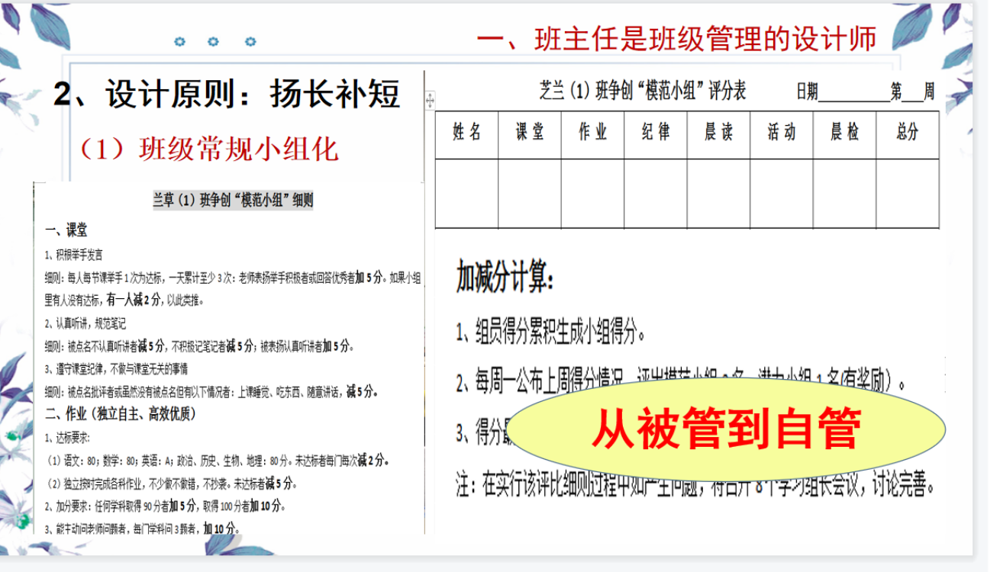 一、班主任是班级管理的设计师
2、设计原则：扬长补短
（1）班级常规小组化
兰草（1）班争创“模范小组”细则
一、课堂
1、积根举手发言
细则：每人每节课举手1次为达标，一天累计至少3次：老师表扬举手积极者或回答优秀者加5分。如果小组
里有人没有达标，有一人减2分，以此类推。
2、认真听讲，规范笔记
细则：被点名不认真听讲者减5分，不积极记笔记者减5分；被表扬认真听讲者加5分。
3、遵守课堂纪律，不做与课堂无关的事情
细则：被点名批评者或虽然没有被点名但有以下情况者：上课睡觉、吃东西、随意讲话，减5分。
二、作业（独立自主、高效优质）
1、达标要求:
（1）语文：80；数学：80；英语：A；政治、历史、生物、地理：80分。未达标者每门每次减2分。
（2）独立按时完成各科作业，不少做不做错，不抄袭。未达标者减5分。
2、加分要求：任何学科取得90分者加5分，取得100分者加10分。
3、能主动问老师问题者，每门学科问3题者，加10分。
芝兰（1）班争创“模范小组”评分表 日期________第___周
姓名 课堂 作业 纪律 晨读 活动 晨检 总分
加减分计算：
1、组员得分累积生成小组得分。
2、每周一公布上周得分情况，评出模范小组 名，潜力小组1名(有奖励）。
3、得分
从被管到自管
注：在实行该评比细则过程中如产生问题，将召开8个学习组长会议，讨论完善。